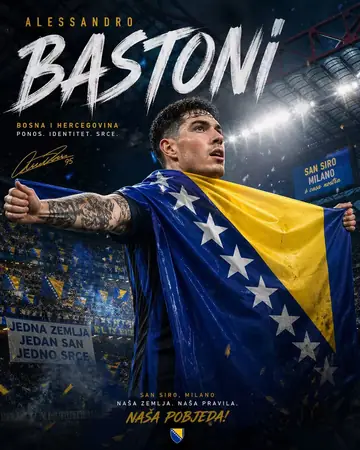 ALESSANDRO
BASTONI
BOSNA I HERCEGOVINA
PONOS. IDENTITET. SRCE.
95
SAN SIRO
MILANO
JEDNA ZEMLJA
JEDAN SAN
JEDNO SRCE
SAN SIRO, MILANO
NAŠA ZEMLJA. NAŠA PRAVILA.
NAŠA POBJEDA!